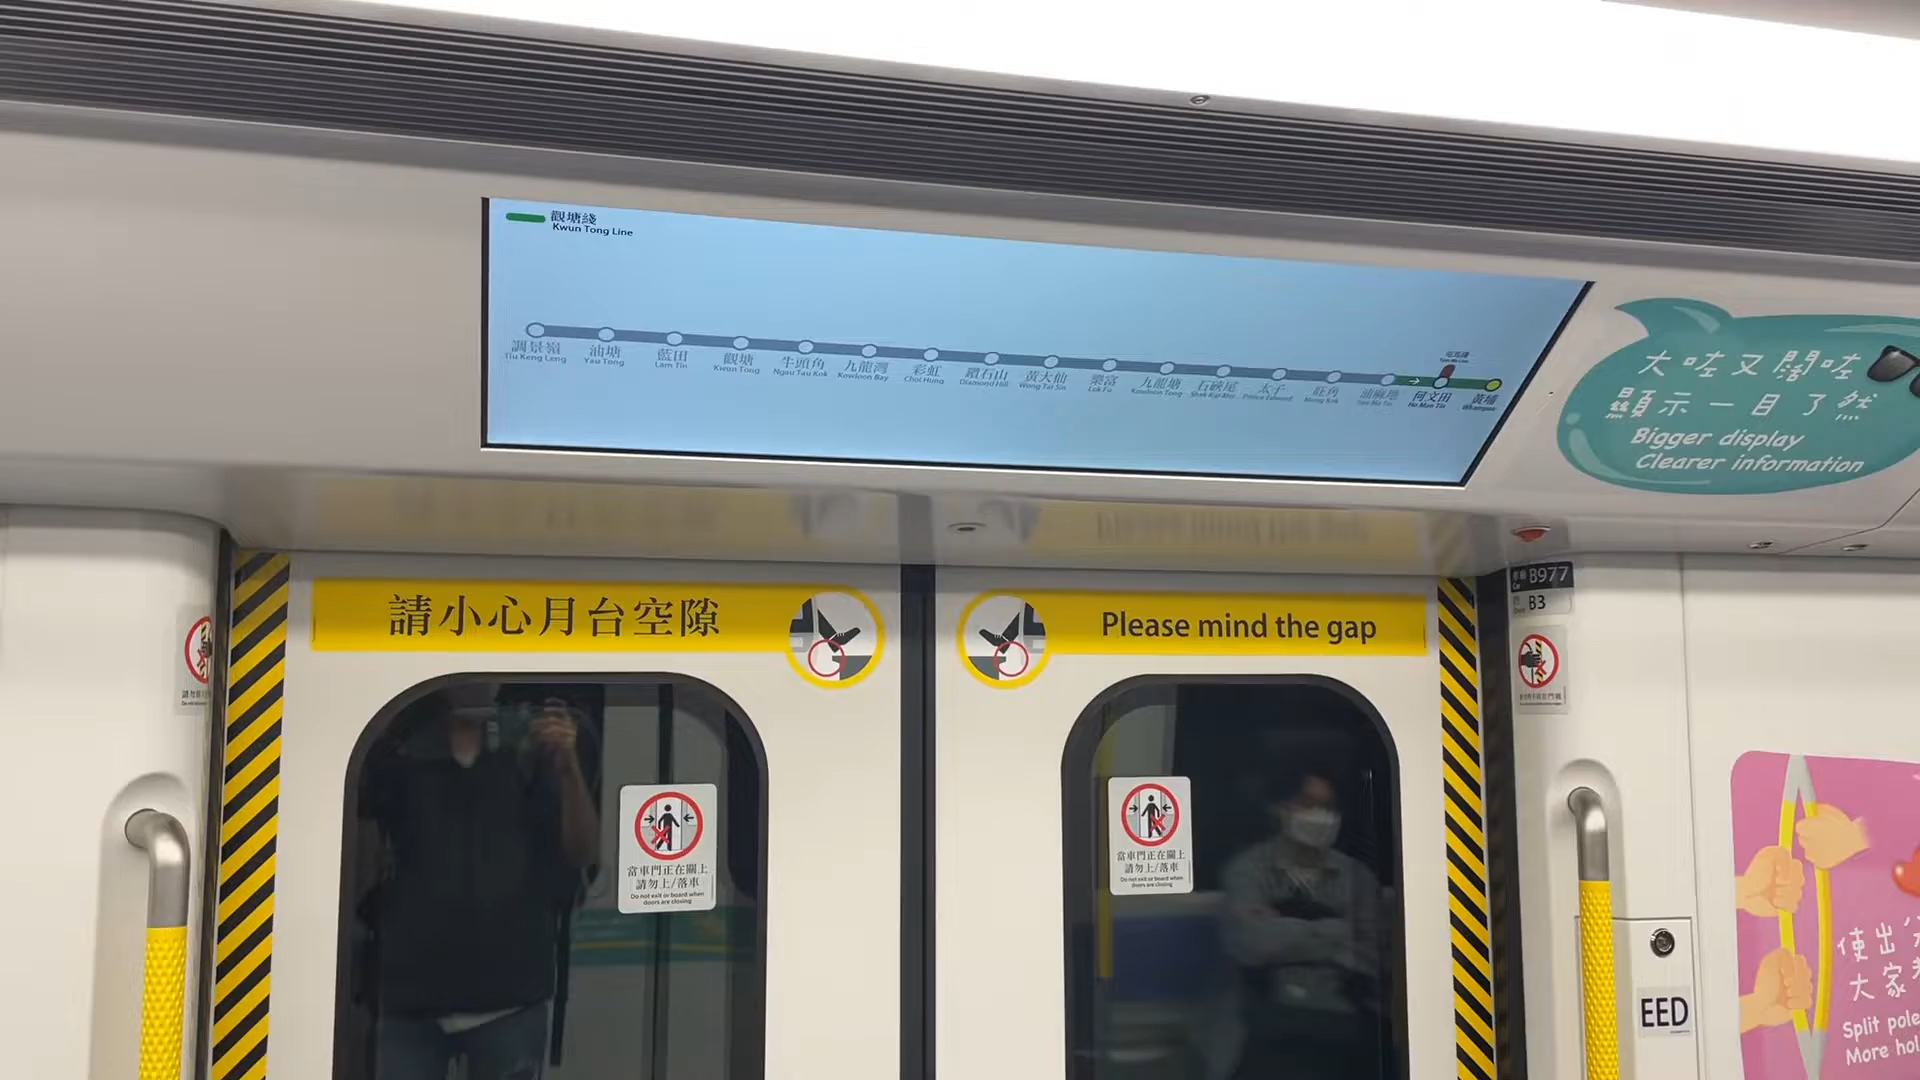 觀塘綫
Kwun Tong Line
調景嶺
Tiu Keng Leng
油塘
Yau Tong
藍田
Lam Tin
觀塘
Kwun Tong
牛頭角
Ngau Tau Kok
九龍灣
Kowloon Bay
彩虹
Choi Hung
鑽石山
Diamond Hill
黃大仙
Wong Tai Sin
樂富
Lok Fu
九龍塘
Kowloon Tong
石硤尾
Shek Kip Mei
太子
Prince Edward
旺角
Mong Kok
油麻地
Yau Ma Tei
何文田
Ho Man Tin
黃埔
Whampoa
大咗又闊咗
顯示一目了然
Bigger display
Clearer information
請小心月台空隙
Please mind the gap
B977
B3
當車門正在關上
請勿上/落車
Do not exit or board when
doors are closing
當車門正在關上
請勿上/落車
Do not exit or board when
doors are closing
EED
使出
大家
Split pole
More hol